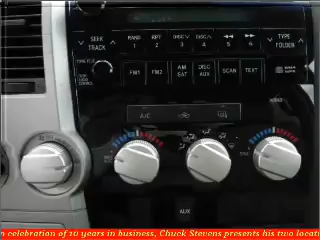 SEEK TRACK
RAND 1
RPT 2
DISC∨ 3
DISC∧ 4
◄◄ 5
►► 6
TYPE FOLDER
FM1
FM2
AM SAT
DISC AUX
SCAN
TEXT
A/C
AUX
n celebration of 10 years in business, Chuck Stevens presents his two locati